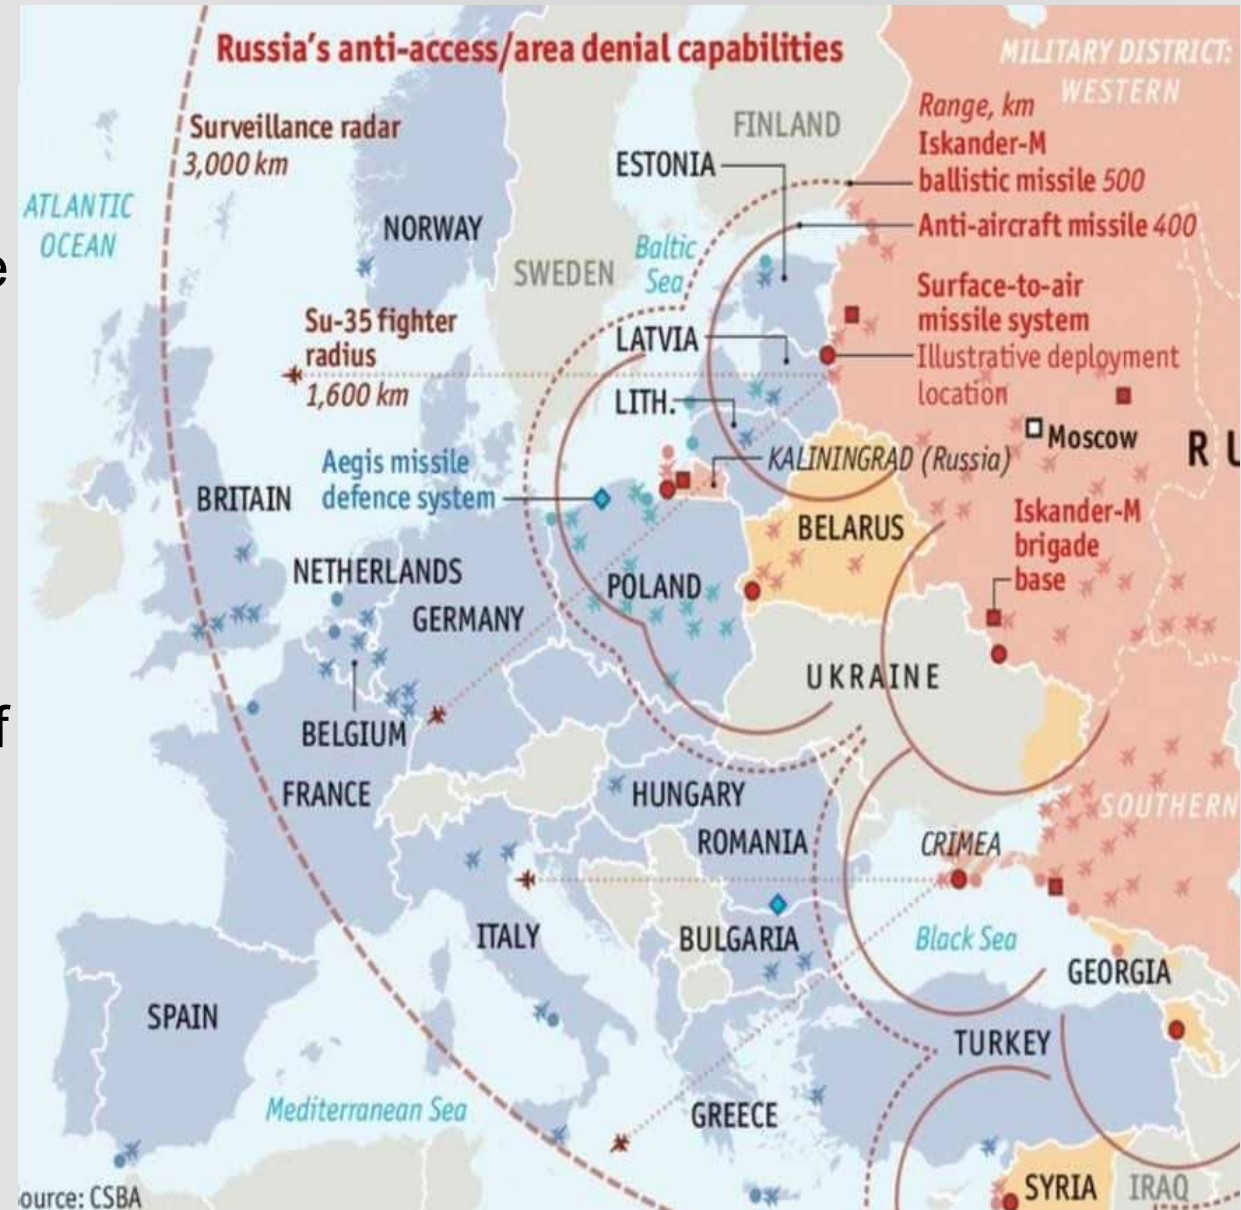 Russia's anti-access/area denial capabilities
MILITARY DISTRICT:
WESTERN
Surveillance radar
3,000 km
Range, km
Iskander-M
ballistic missile 500
Anti-aircraft missile 400
FINLAND
ESTONIA
ATLANTIC
OCEAN
NORWAY
Baltic
Sea
SWEDEN
e
Surface-to-air
missile system
Illustrative deployment
location
Su-35 fighter
radius
1,600 km
LATVIA
LITH.
Moscow
R U
KALININGRAD (Russia)
Aegis missile
defence system
BRITAIN
BELARUS
Iskander-M
brigade
base
NETHERLANDS
POLAND
GERMANY
UKRAINE
f
BELGIUM
FRANCE
HUNGARY
SOUTHERN
ROMANIA
CRIMEA
ITALY
BULGARIA
Black Sea
GEORGIA
SPAIN
TURKEY
Mediterranean Sea
GREECE
SYRIA
IRAQ
ource: CSBA